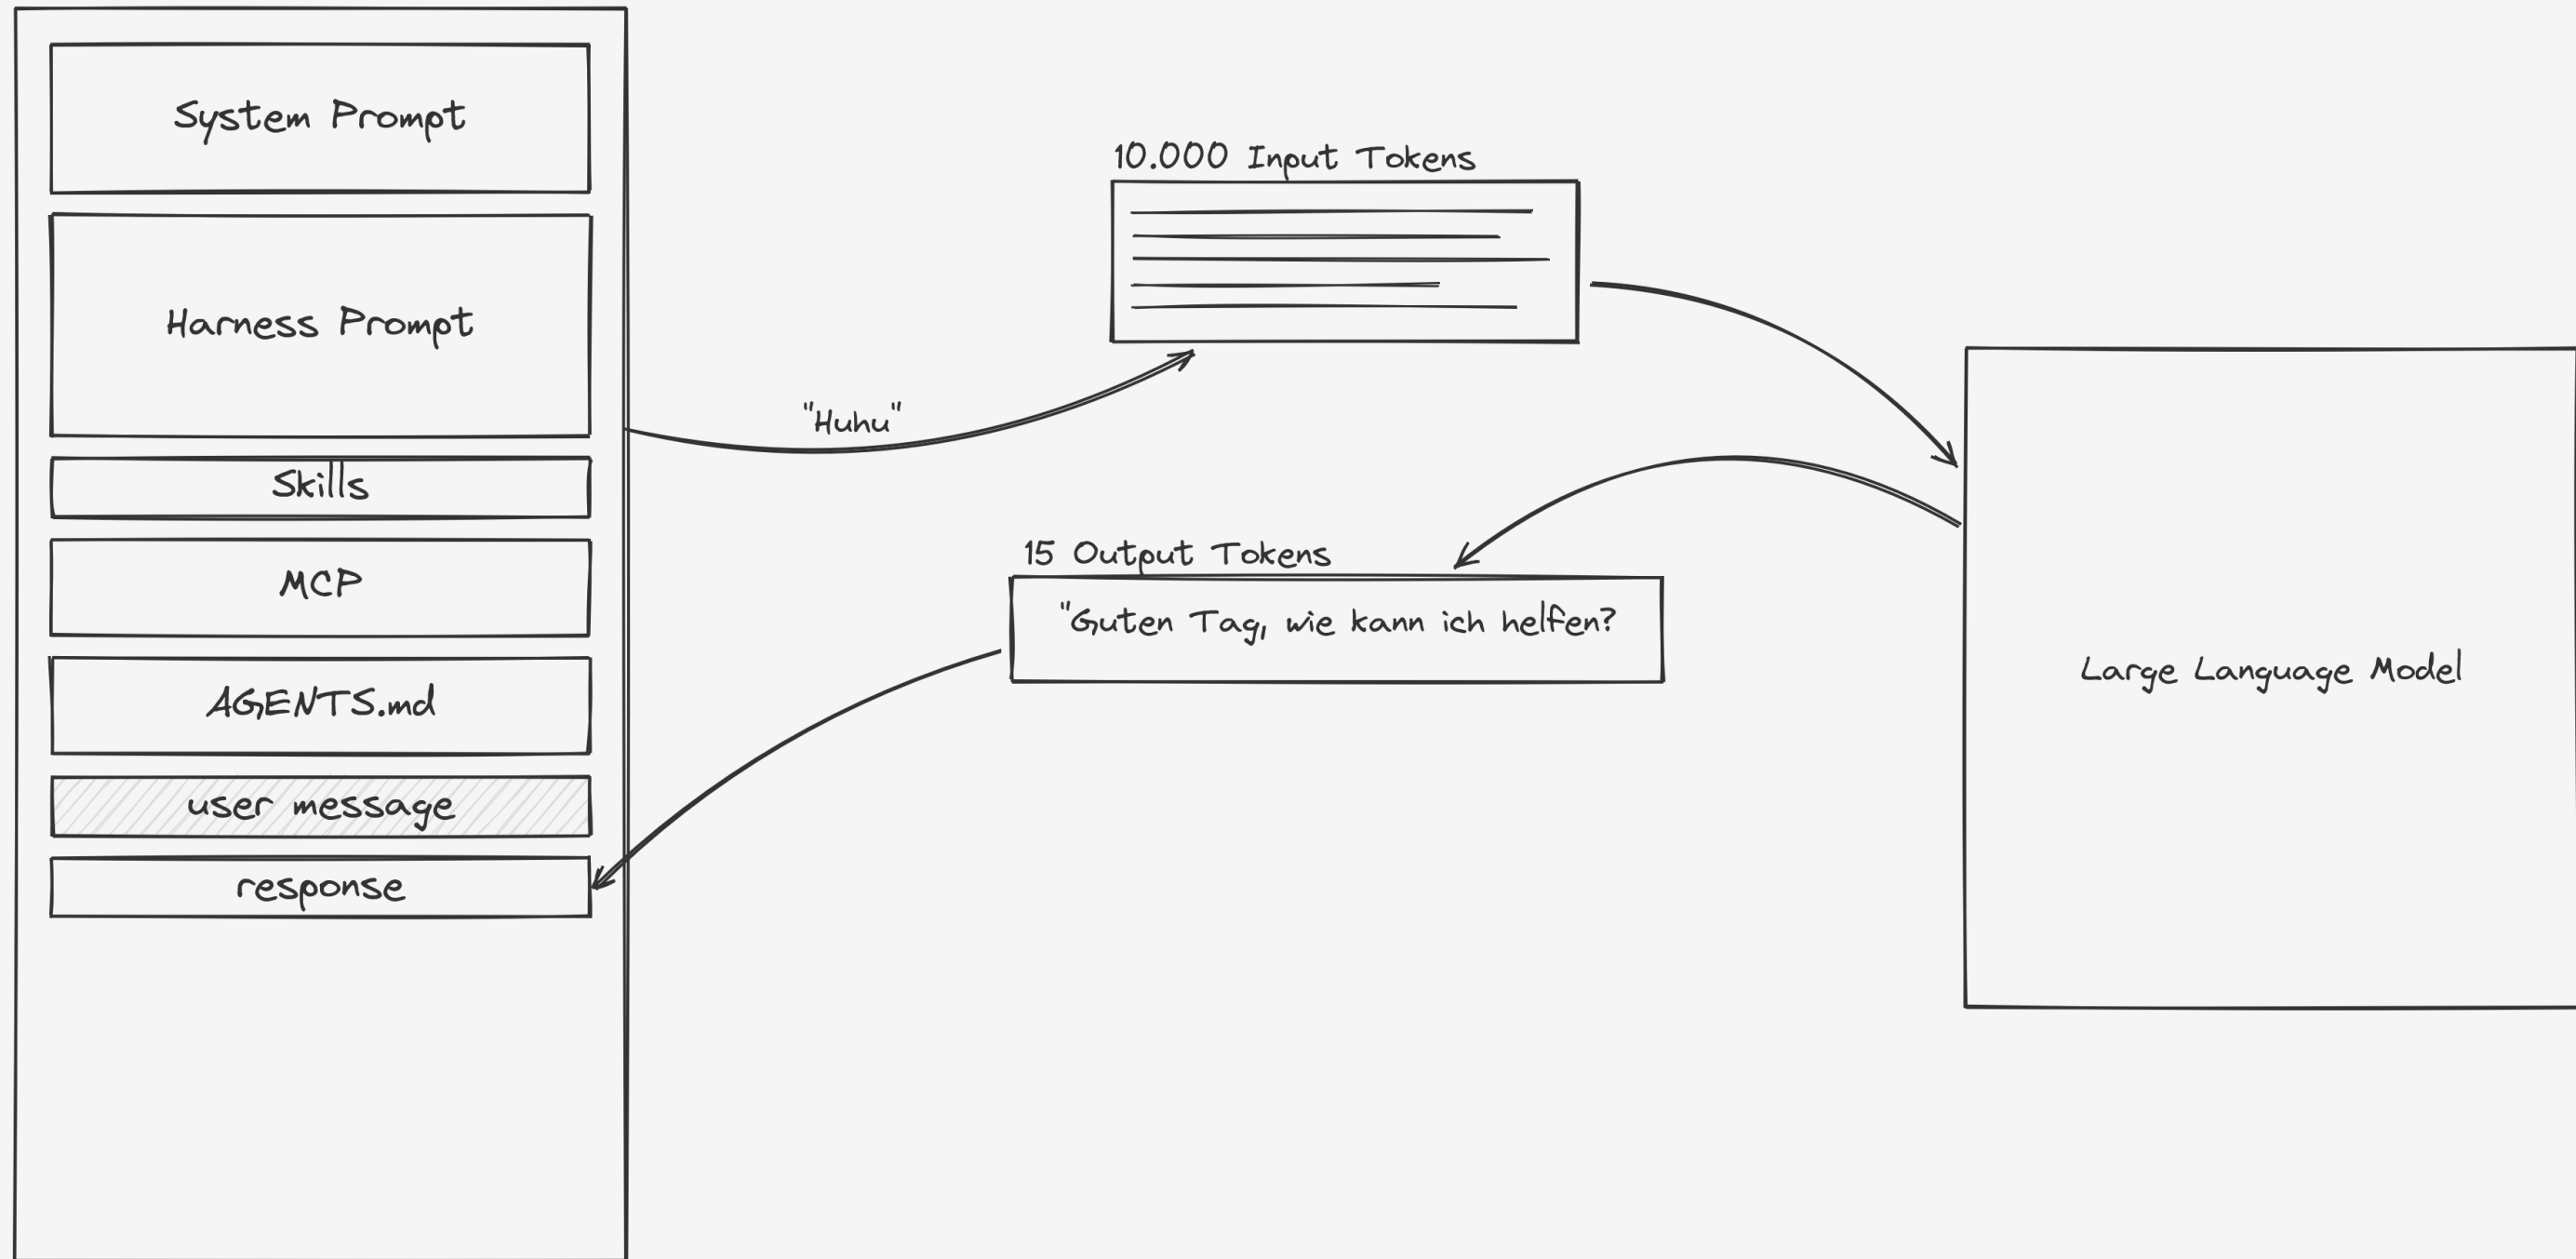 System Prompt
Harness Prompt
Skills
MCP
AGENTS.md
user message
response
"Huhu"
10.000 Input Tokens
15 Output Tokens
"Guten Tag, wie kann ich helfen?
Large Language Model